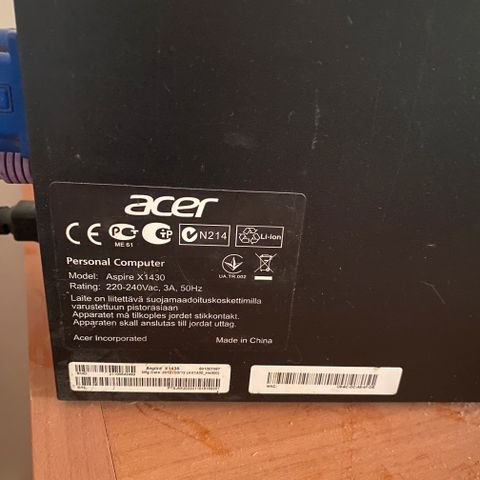 acer
CE
ME 61
N214
Li-ion
Personal Computer
UA.TR.002
Model: Aspire X1430
Rating: 220-240Vac, 3A, 50Hz
Laite on liitettävä suojamaadoituskoskettimilla
varustettuun pistorasiaan
Apparatet må tilkoples jordet stikkontakt.
Apparaten skall anslutas till jordat uttag.
Acer Incorporated
Made in China
Aspire X1430